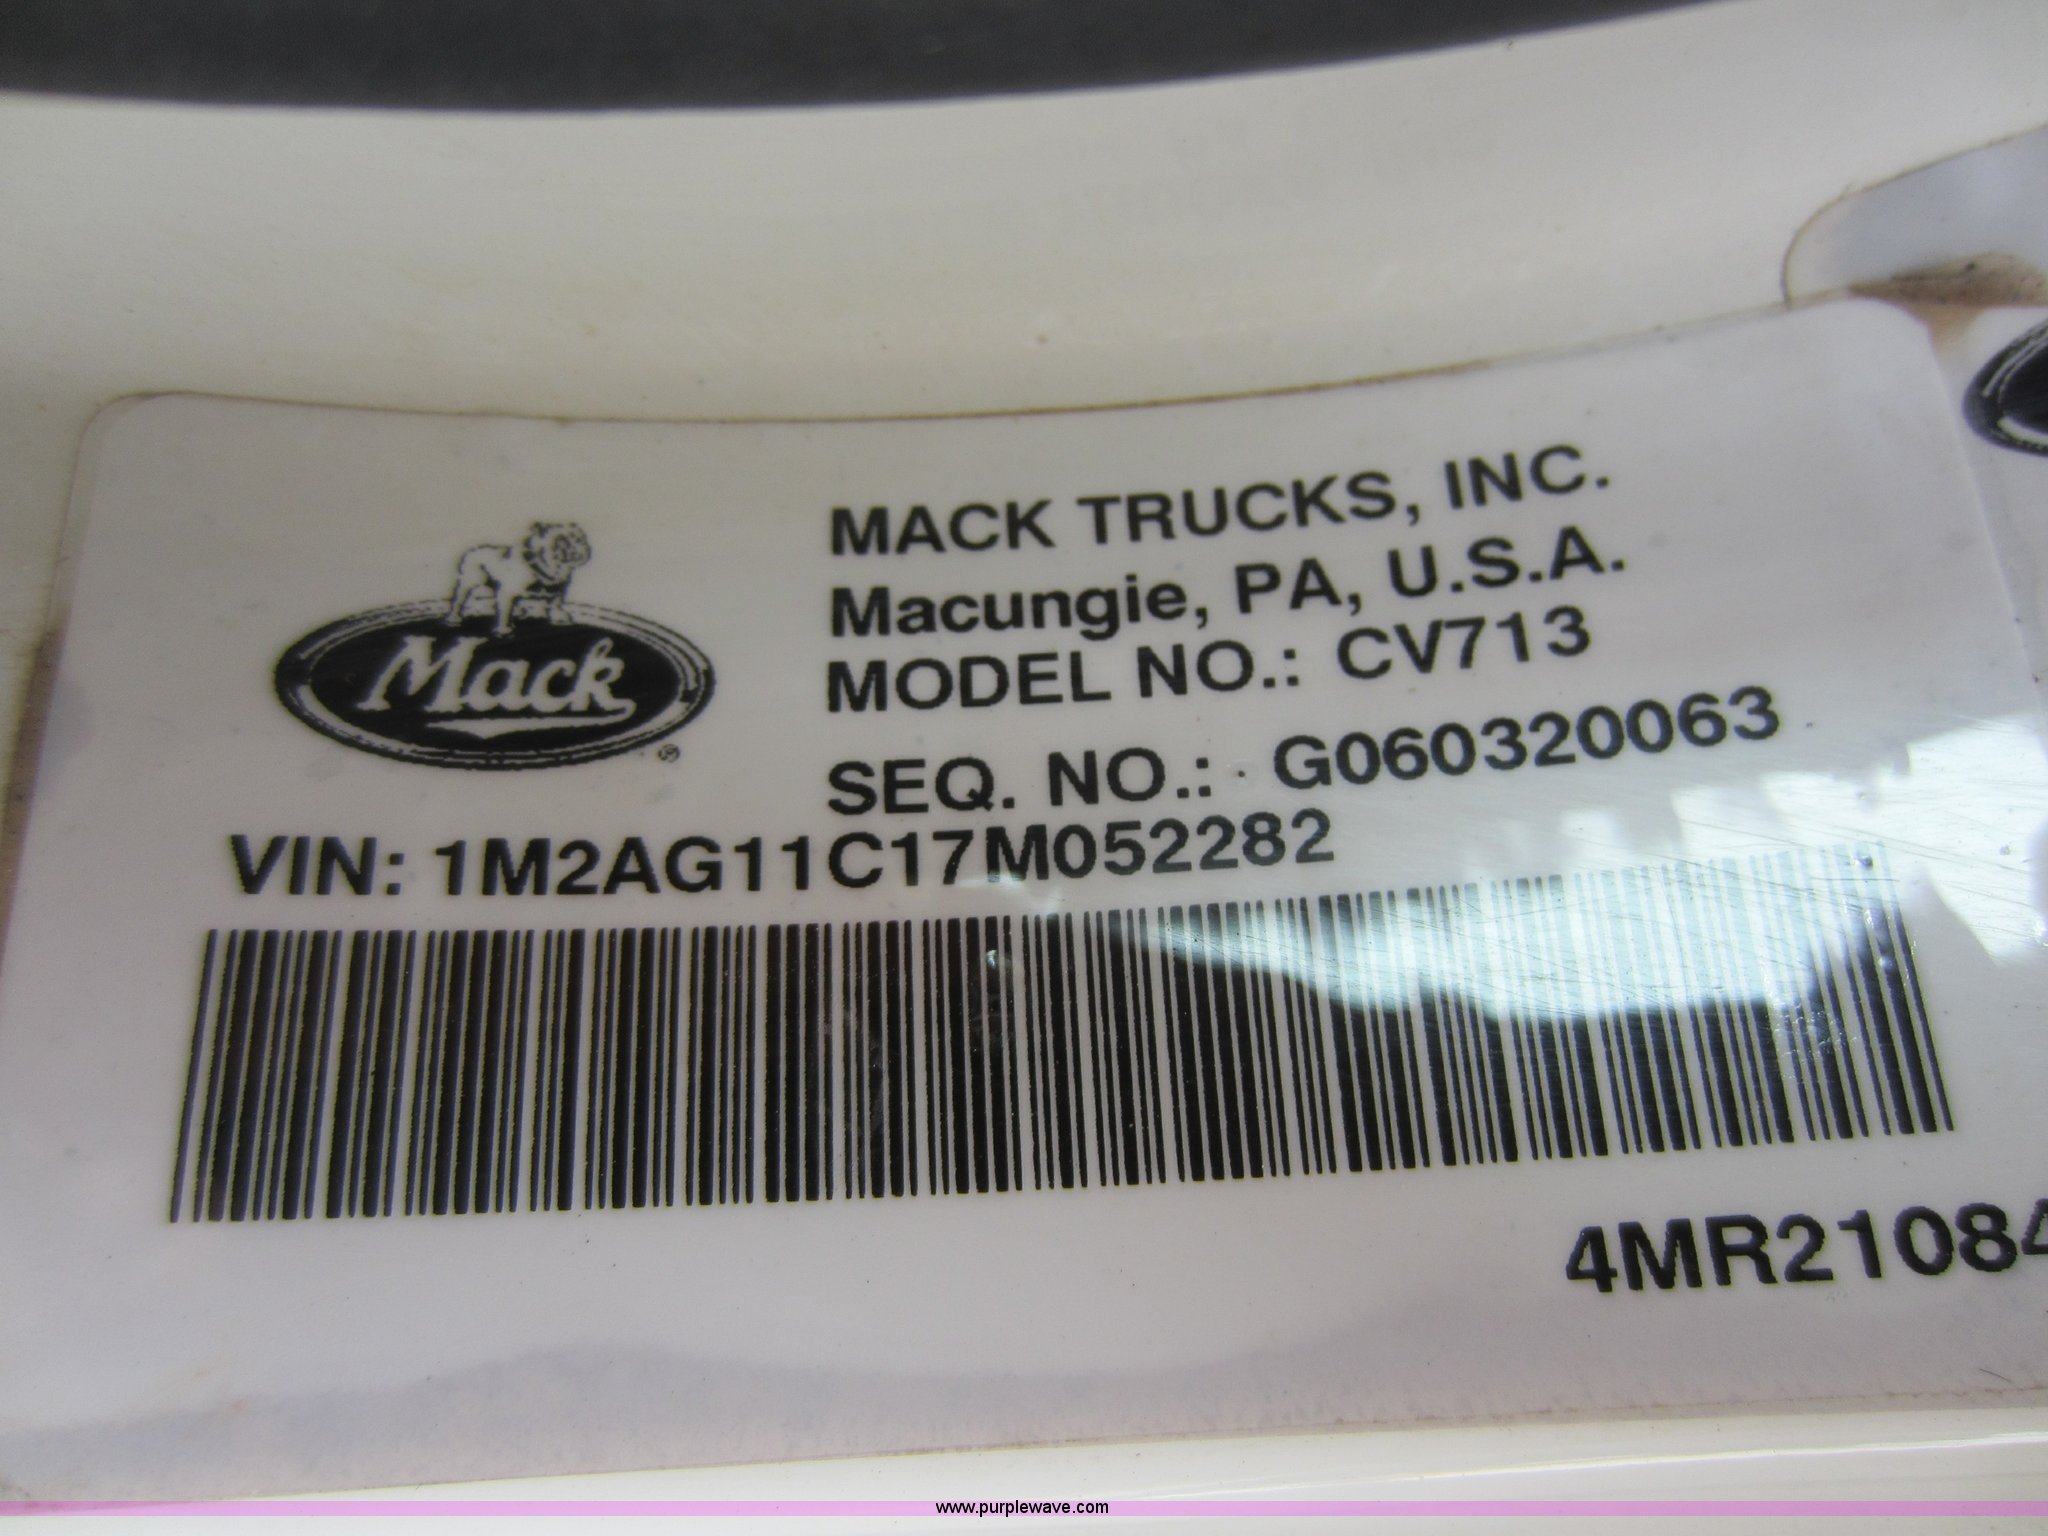 Mack
MACK TRUCKS, INC.
Macungie, PA, U.S.A.
MODEL NO.: CV713
SEQ. NO.: G060320063
VIN: 1M2AG11C17M052282
4MR21084
www.purplewave.com